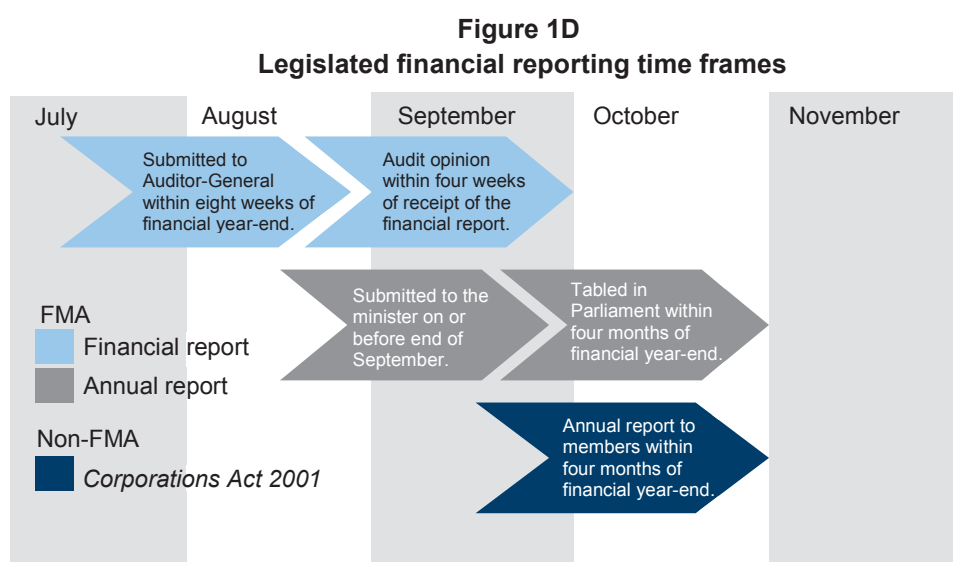 Figure 1D
Legislated financial reporting time frames
July
August
September
October
November
Submitted to
Auditor-General
within eight weeks of
financial year-end.
Audit opinion
within four weeks
of receipt of the
financial report.
Submitted to the
minister on or
before end of
September.
Tabled in
Parliament within
four months of
financial year-end.
FMA
Financial report
Annual report
Non-FMA
Corporations Act 2001
Annual report to
members within
four months of
financial year-end.